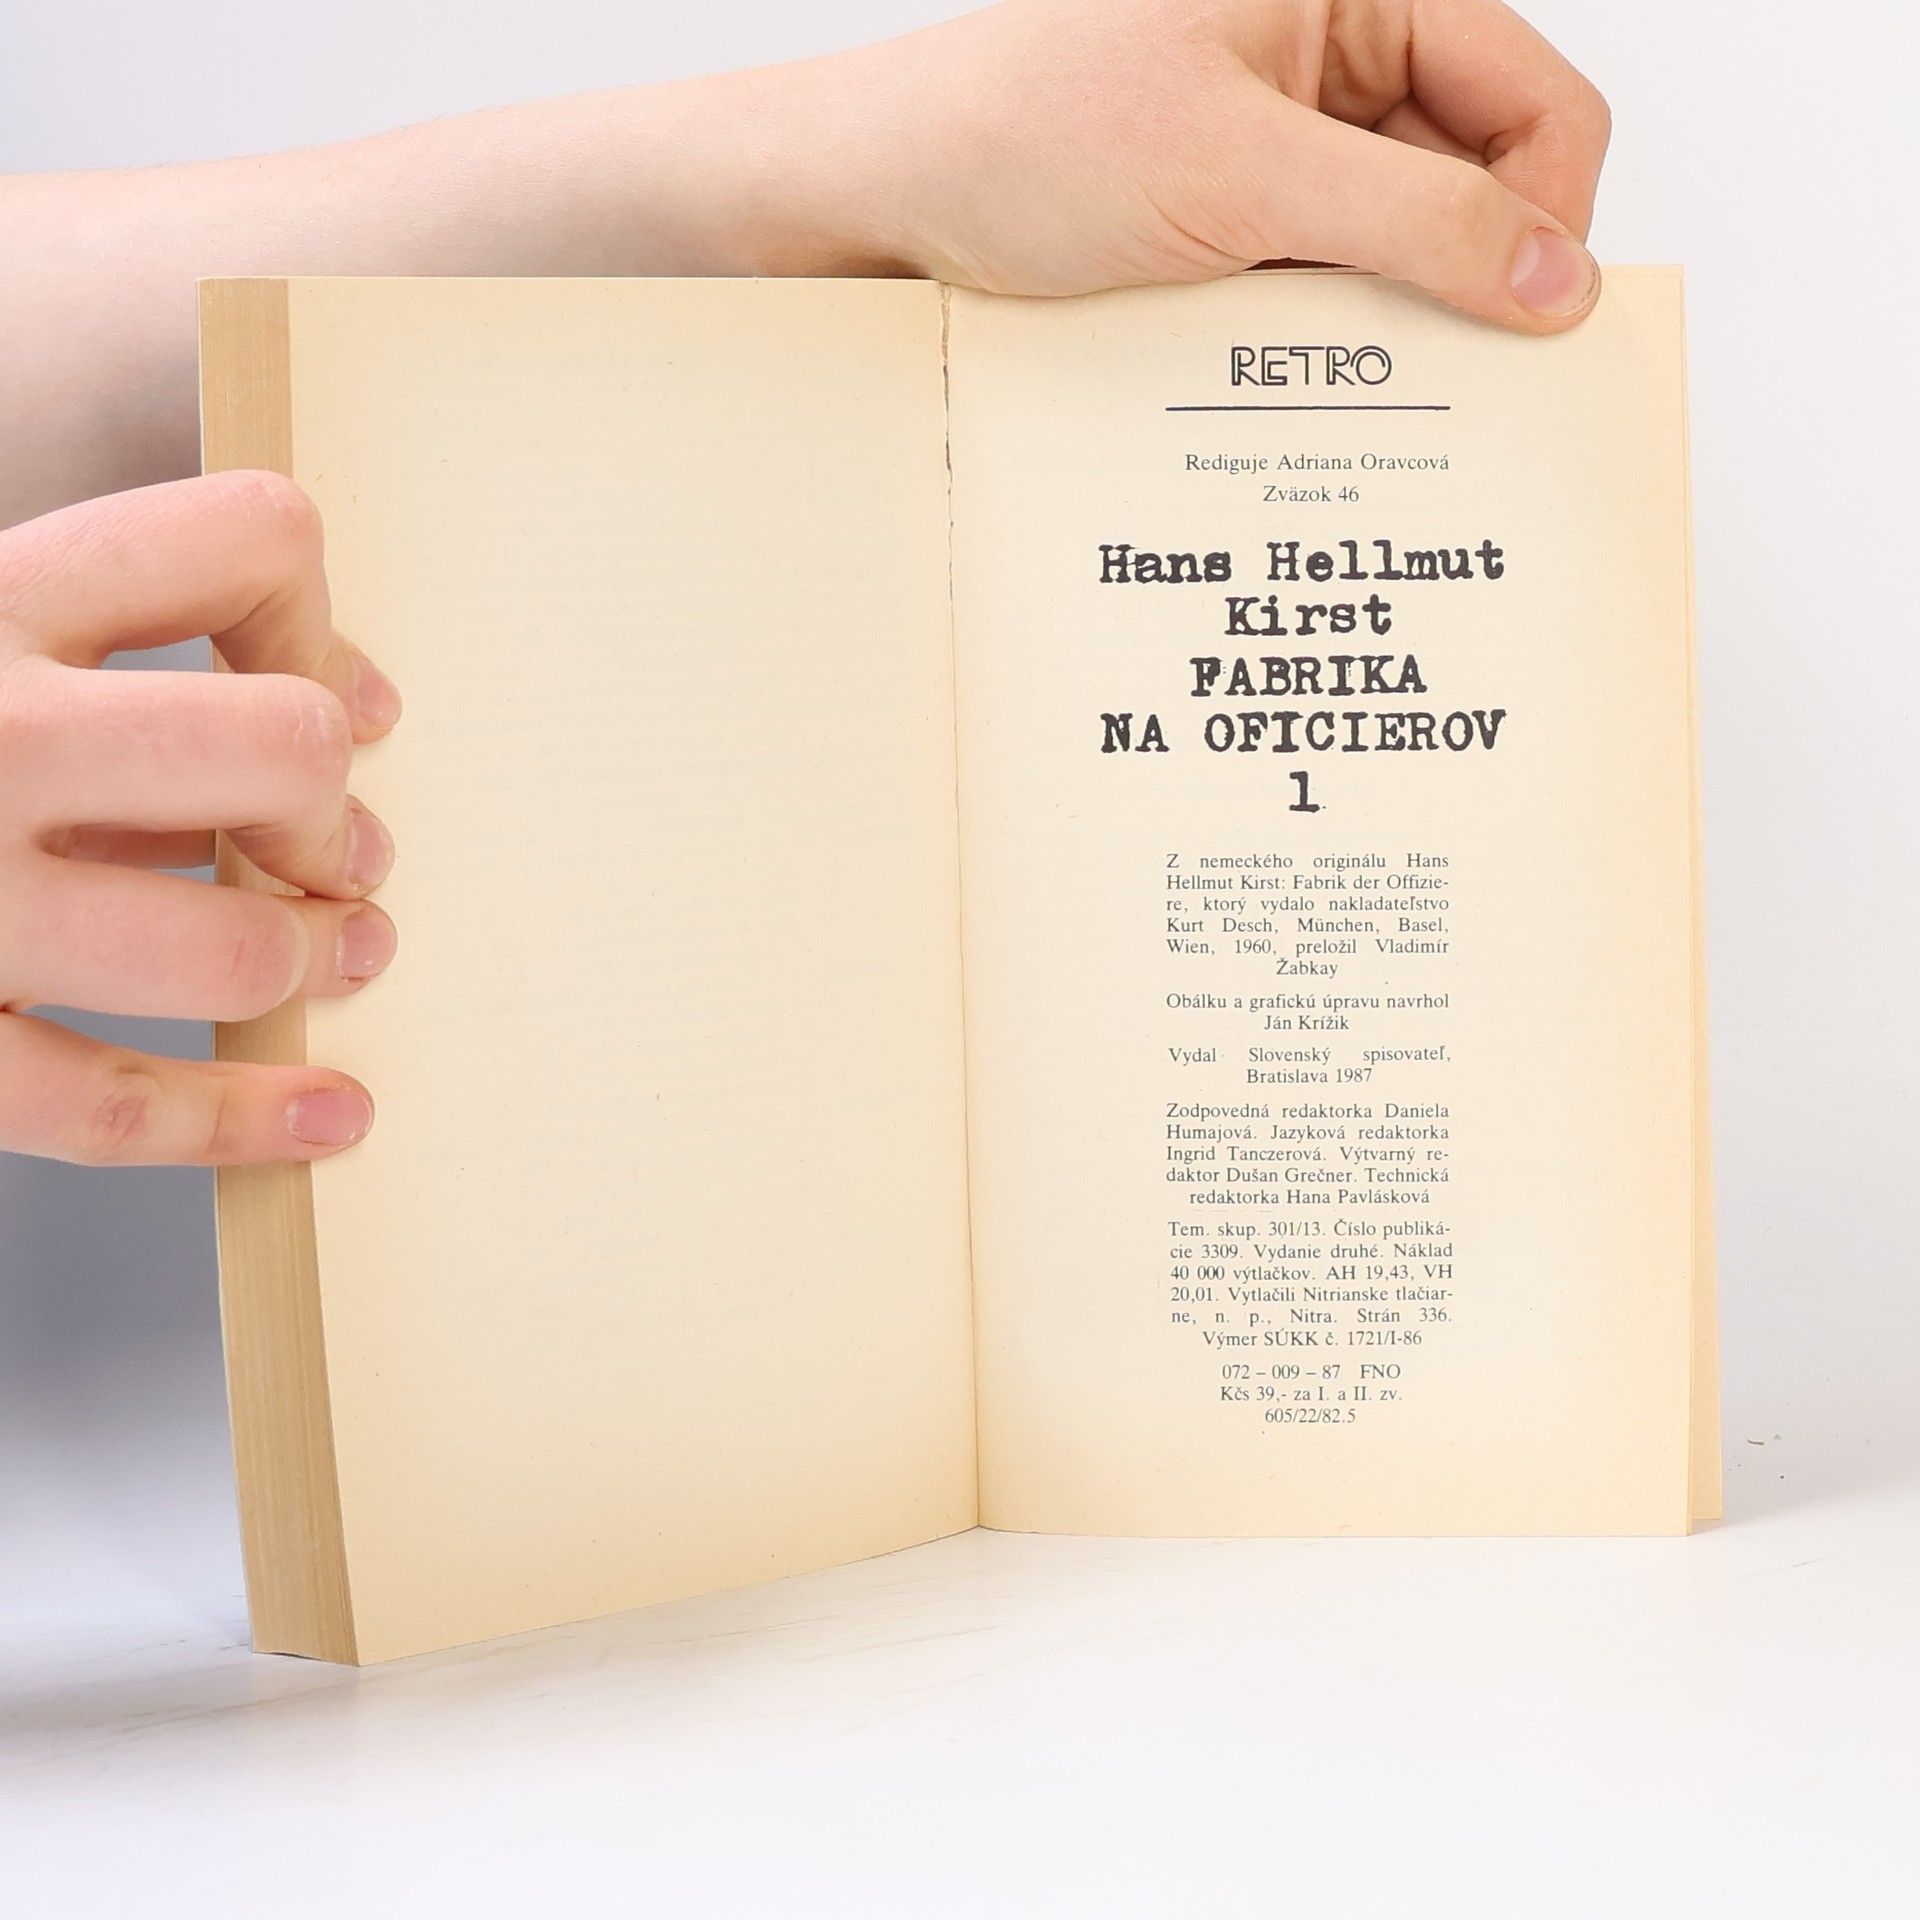 RETRO
Rediguje Adriana Oravcová
Zväzok 46
Hans Hellmut
Kirst
FABRIKA
NA OFICIEROV
1
Z nemeckého originálu Hans
Hellmut Kirst: Fabrik der Offizie-
re, ktorý vydalo nakladateľstvo
Kurt Desch, München, Basel,
Wien, 1960, preložil Vladimír
Žabkay
Obálku a grafickú úpravu navrhol
Ján Krížik
Vydal Slovenský spisovateľ,
Bratislava 1987
Zodpovedná redaktorka Daniela
Humajová. Jazyková redaktorka
Ingrid Tanczerová. Výtvarný re-
daktor Dušan Grečner. Technická
redaktorka Hana Pavlásková
Tem. skup. 301/13. Číslo publiká-
cie 3309. Vydanie druhé. Náklad
40 000 výtlačkov. AH 19,43, VH
20,01. Vytlačili Nitrianske tlačiar-
ne, n. p., Nitra. Strán 336.
Výmer SÚKK č. 1721/I-86
072 – 009 – 87 FNO
Kčs 39,- za I. a II. zv.
605/22/82.5